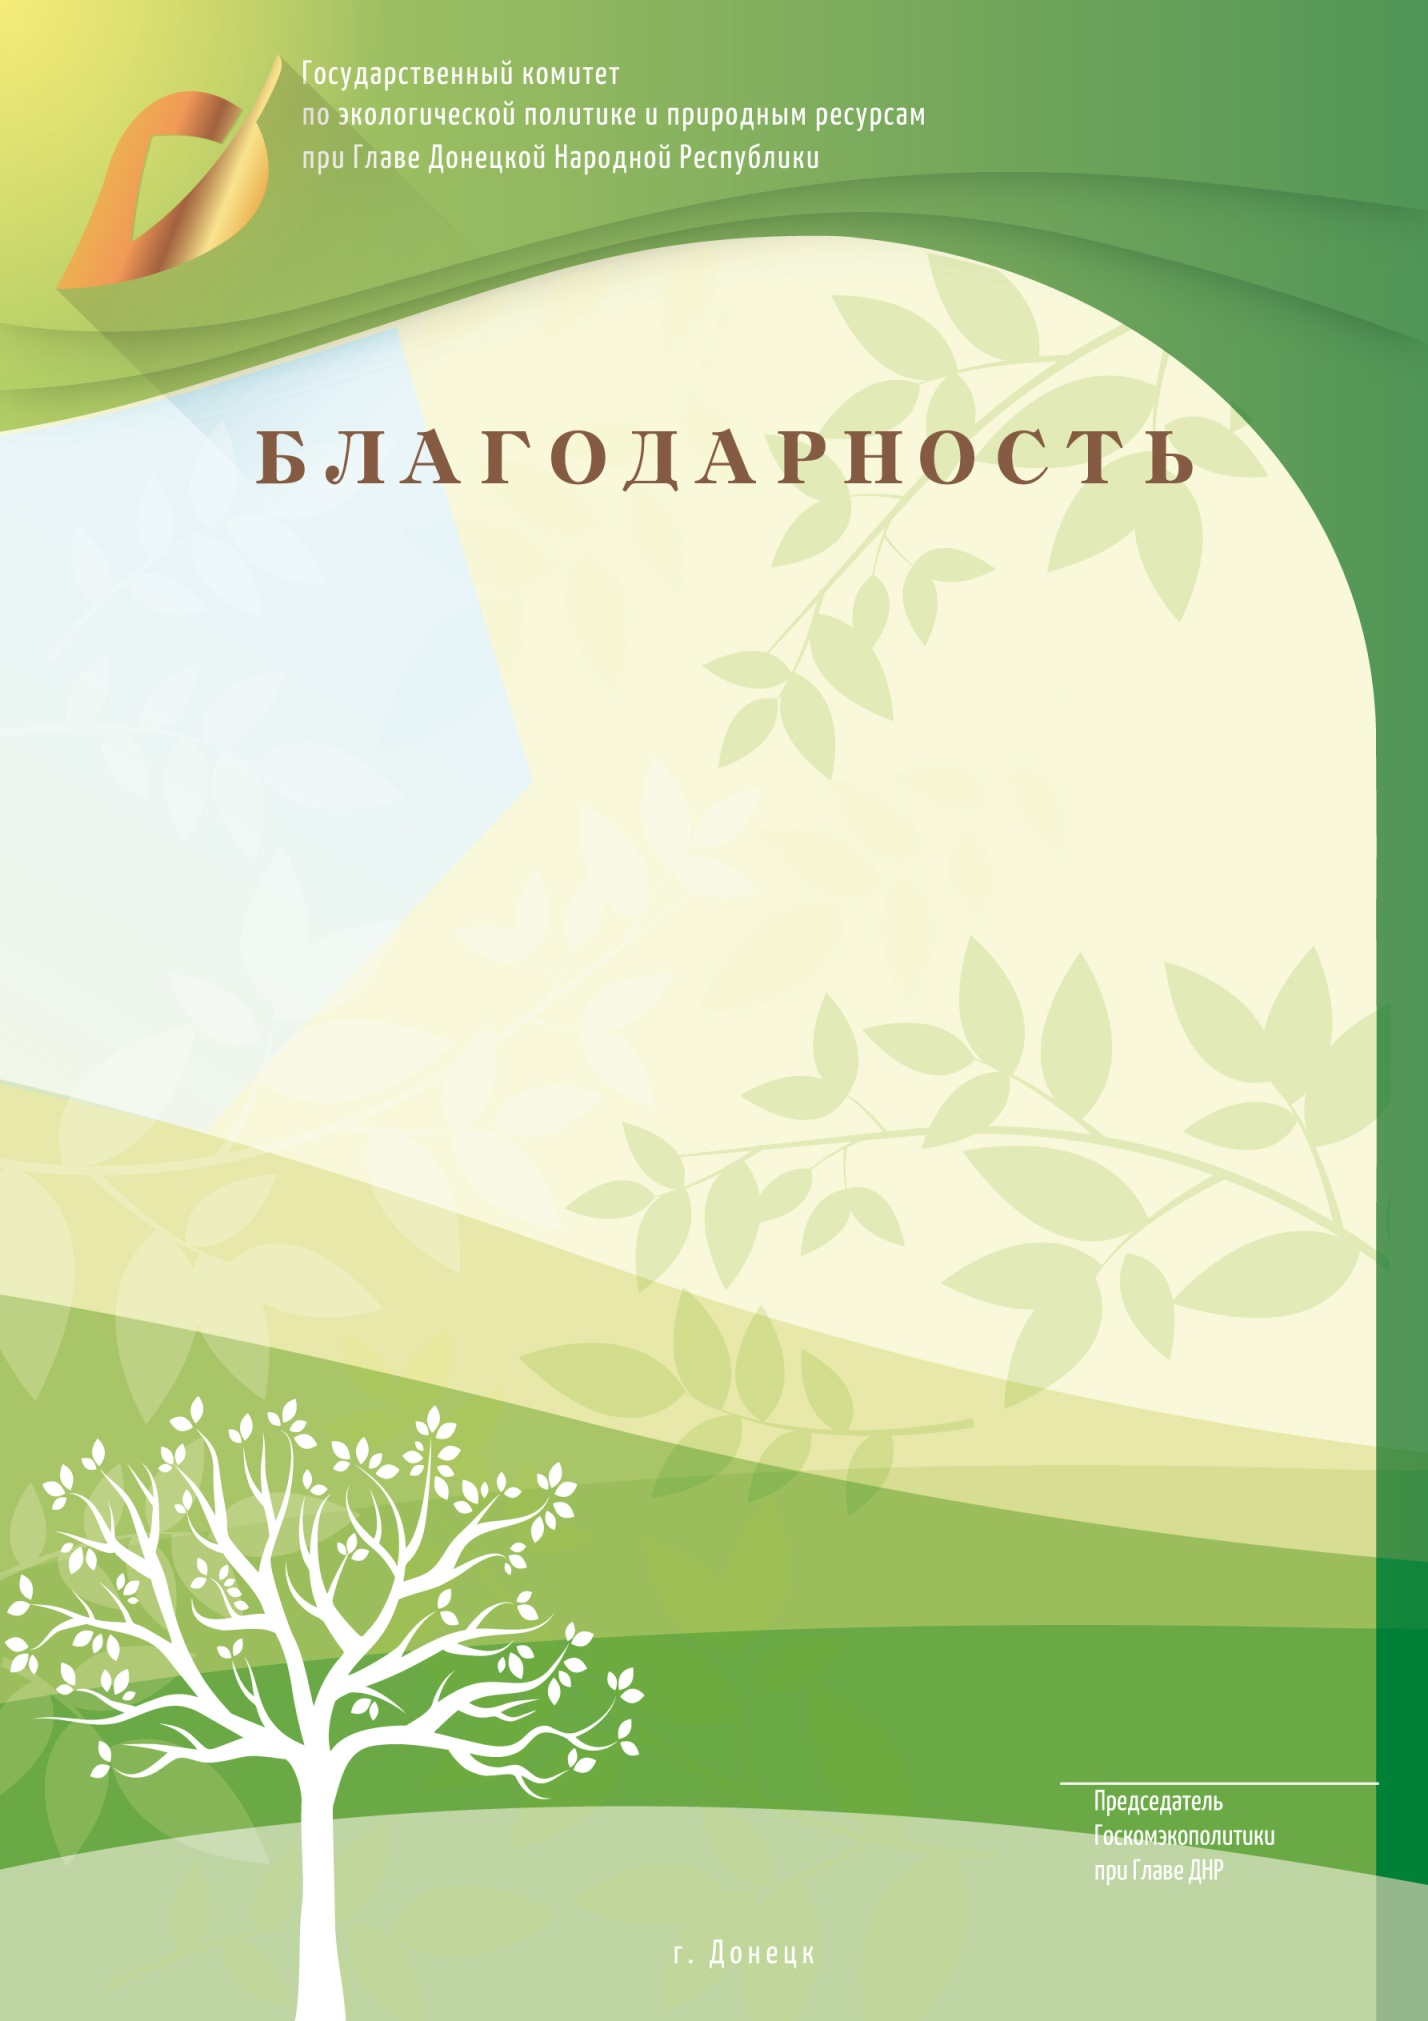 Государственный комитет
по экологической политике и природным ресурсам
при Главе Донецкой Народной Республики
БЛАГОДАРНОСТЬ
Председатель
Госкомэкополитики
при Главе ДНР
г. Донецк